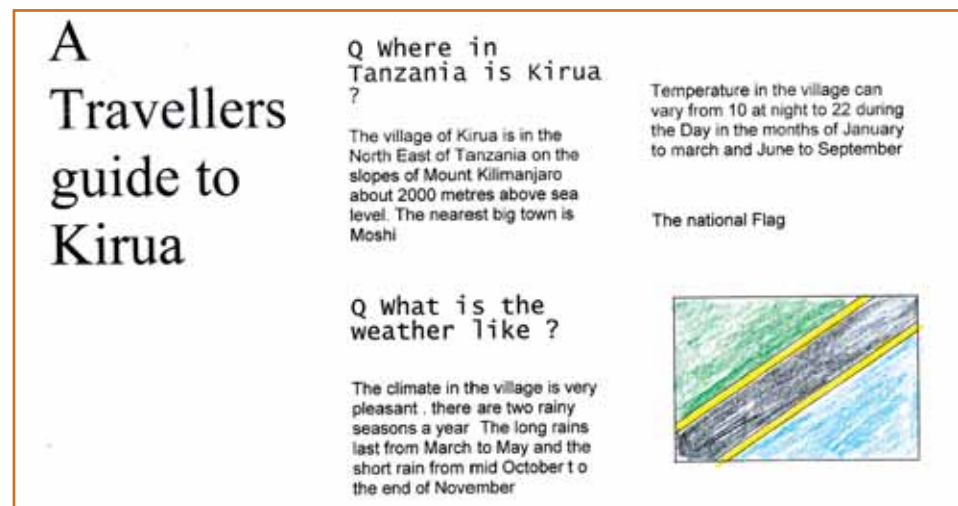 A
Travellers
guide to
Kirua
Q Where in
Tanzania is Kirua
?
The village of Kirua is in the
North East of Tanzania on the
slopes of Mount Kilimanjaro
about 2000 metres above sea
level. The nearest big town is
Moshi
Q What is the
weather like ?
The climate in the village is very
pleasant . there are two rainy
seasons a year The long rains
last from March to May and the
short rain from mid October t o
the end of November
Temperature in the village can
vary from 10 at night to 22 during
the Day in the months of January
to march and June to September
The national Flag